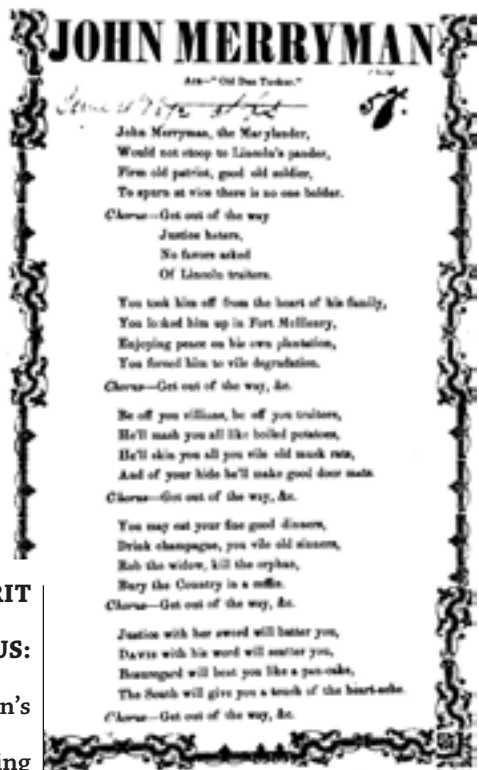 JOHN MERRYMAN
AIR—"Old Dan Tucker."
57.
John Merryman, the Marylander,
Would not stoop to Lincoln's pander,
Firm old patriot, good old soldier,
To spurn at vice there is no one bolder.
Chorus—Get out of the way
Justice haters,
No favors asked
Of Lincoln traitors.
You took him off from the heart of his family,
You locked him up in Fort McHenry,
Enjoying peace on his own plantation,
You forced him to vile degradation.
Chorus—Get out of the way, &c.
Be off you villians, be off you traitors,
He'll mash you all like boiled potatoes,
He'll skin you all you vile old musk rats,
And of your hide he'll make good door mats.
Chorus—Get out of the way, &c.
You may eat your fine good dinners,
Drink champagne, you vile old sinners,
Rob the widow, kill the orphan,
Bury the Country in a coffin.
Chorus—Get out of the way, &c.
Justice with her sword will batter you,
DAVIS with his word will scatter you,
Beauregard will beat you like a pan-cake,
The South will give you a touch of the heart-ache.
Chorus—Get out of the way, &c.
RIT
US:
n's
ing